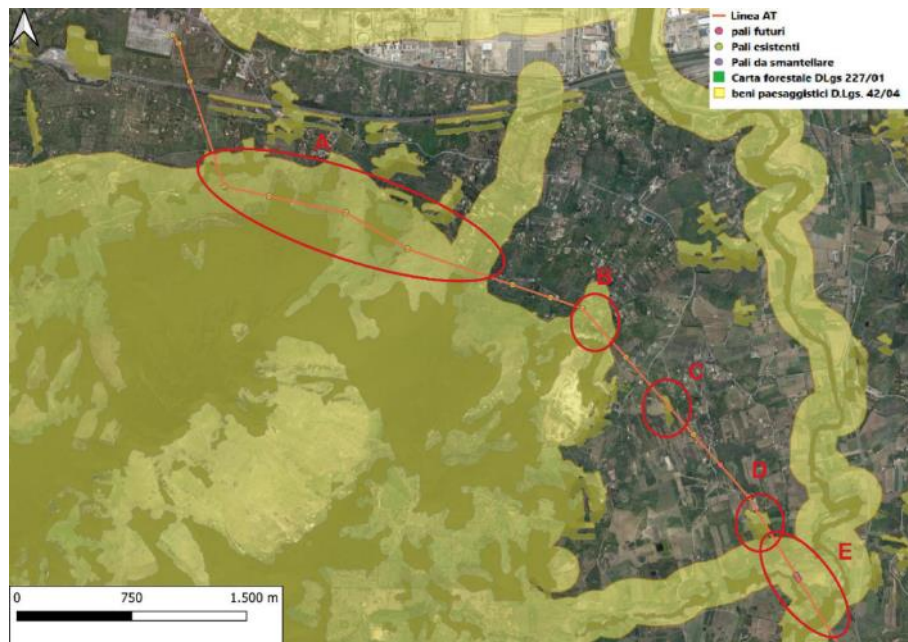 Linea AT
pali futuri
Pali esistenti
Pali da smantellare
Carta forestale DLgs 227/01
beni paesaggistici D.Lgs. 42/04
A
B
C
D
E
0 750 1.500 m